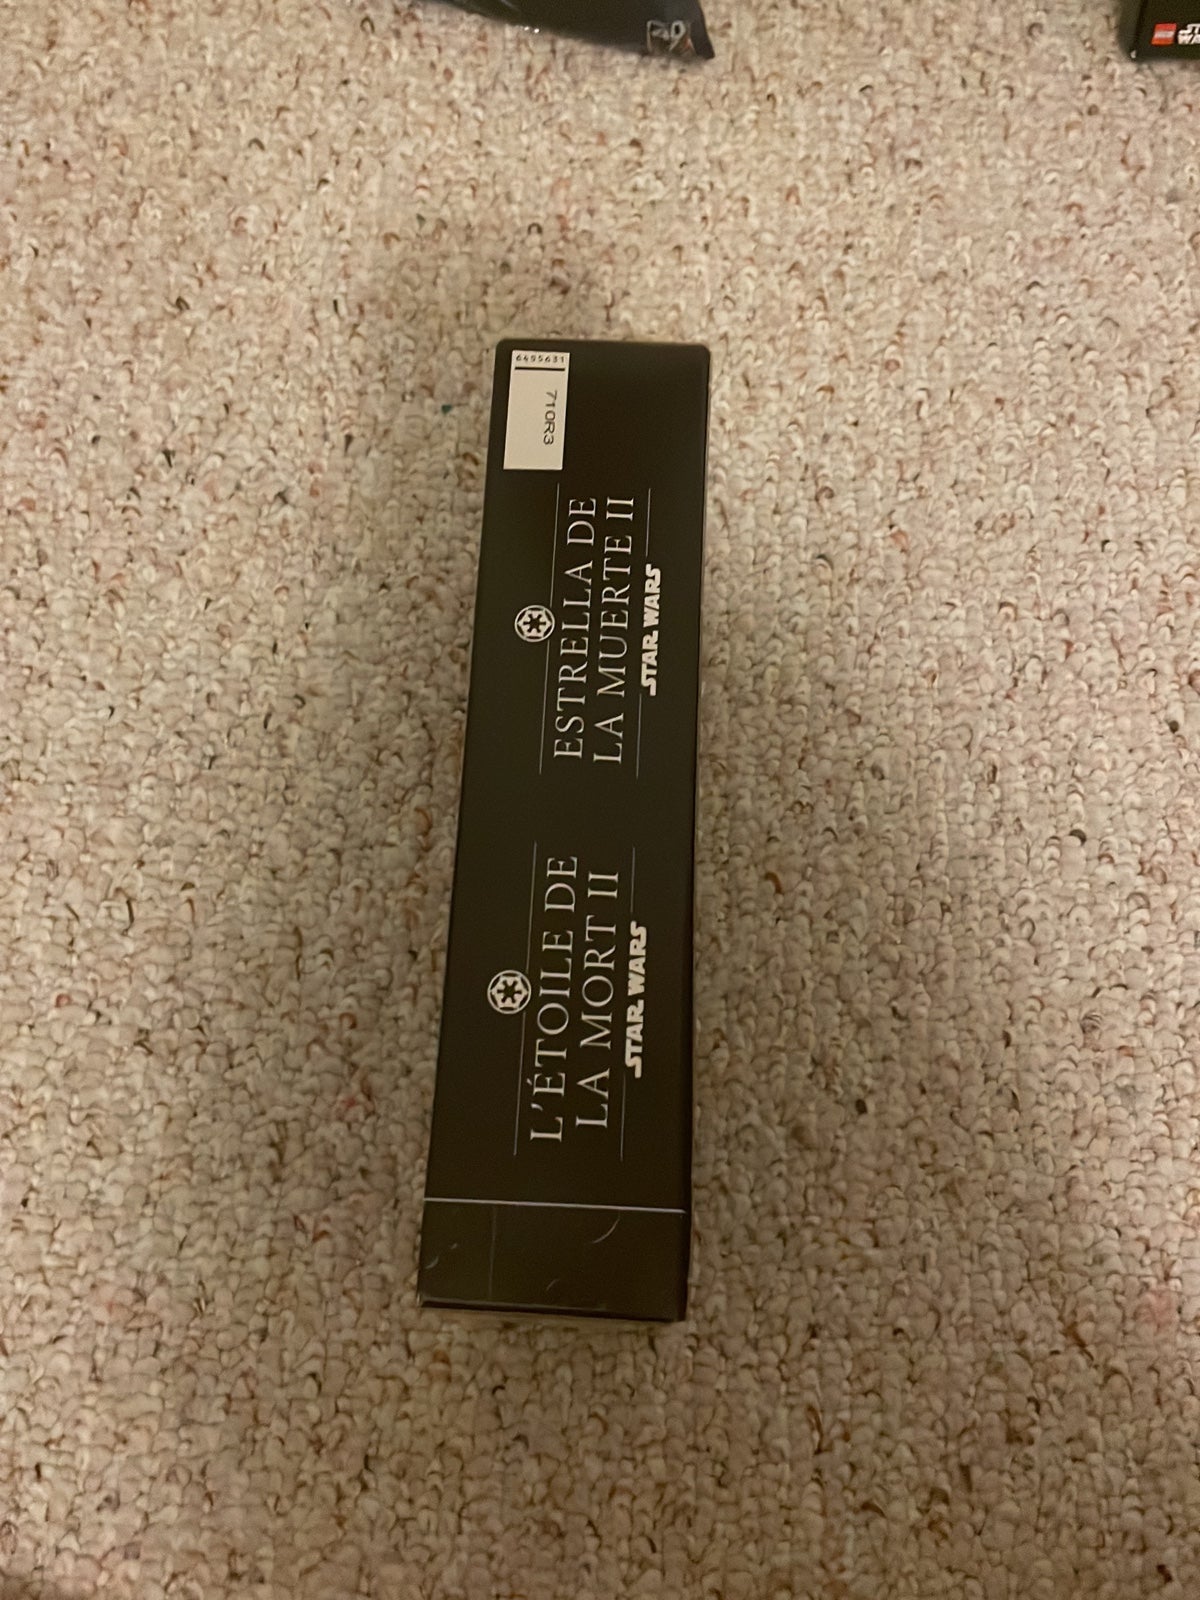 6495631
710R3
L'ÉTOILE DE
LA MORT II
STAR WARS
ESTRELLA DE
LA MUERTE II
STAR WARS